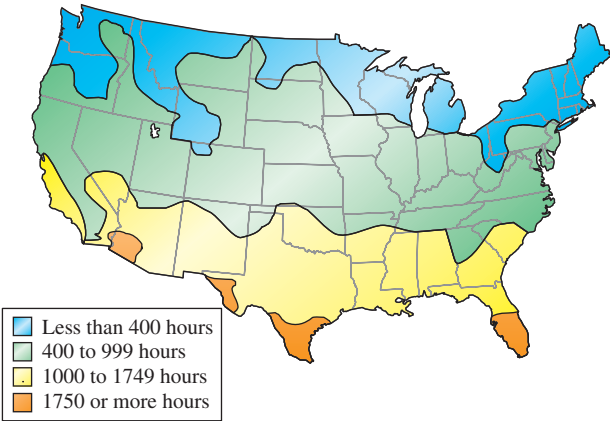 Less than 400 hours
400 to 999 hours
1000 to 1749 hours
1750 or more hours